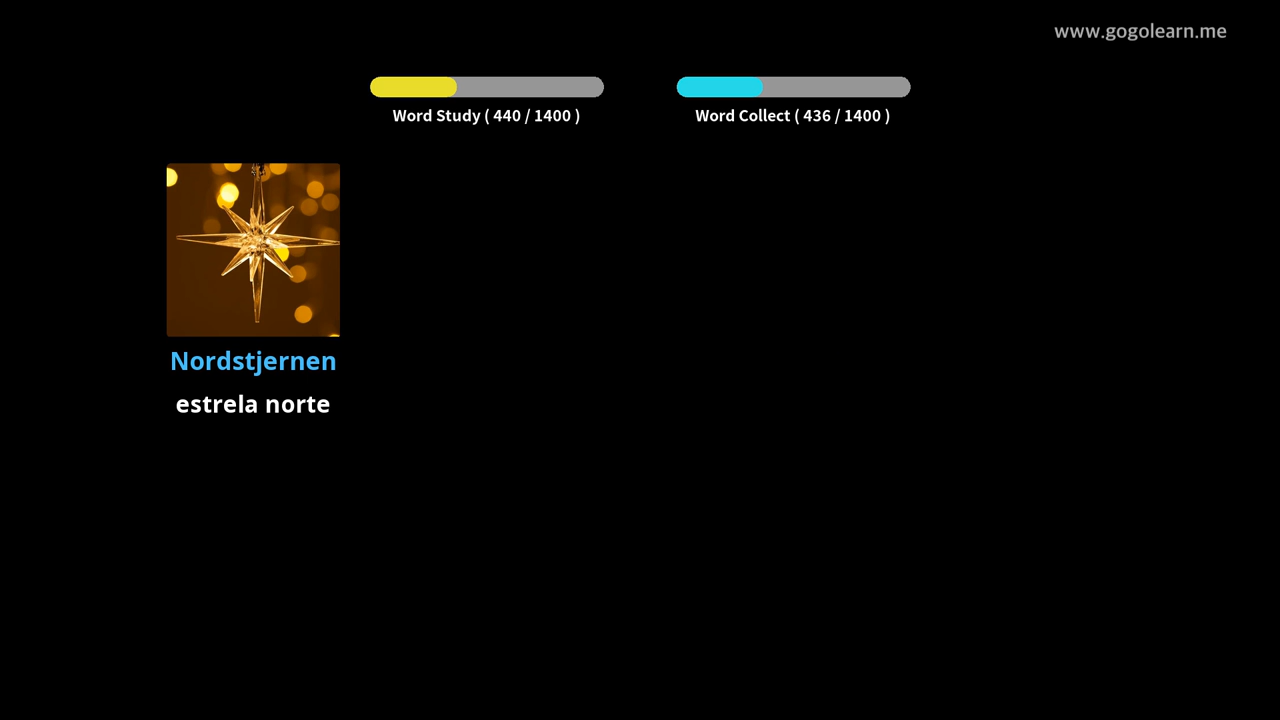 www.gogolearn.me
Word Study ( 440 / 1400 )
Word Collect ( 436 / 1400 )
Nordstjernen
estrela norte